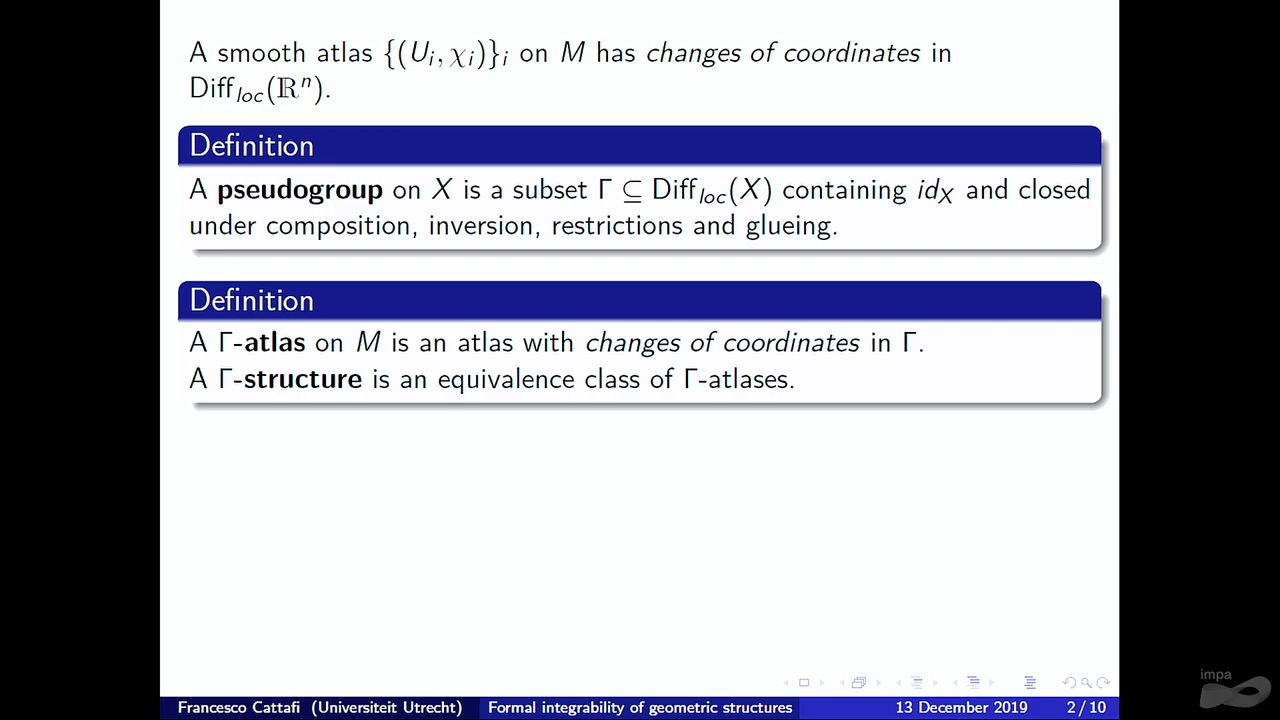 A smooth atlas {(Uᵢ, χᵢ)}ᵢ on M has changes of coordinates in
Diff_loc(ℝⁿ).
Definition
A pseudogroup on X is a subset Γ ⊆ Diff_loc(X) containing id_X and closed
under composition, inversion, restrictions and glueing.
Definition
A Γ-atlas on M is an atlas with changes of coordinates in Γ.
A Γ-structure is an equivalence class of Γ-atlases.
impa
Francesco Cattafi (Universiteit Utrecht) Formal integrability of geometric structures 13 December 2019 2 / 10